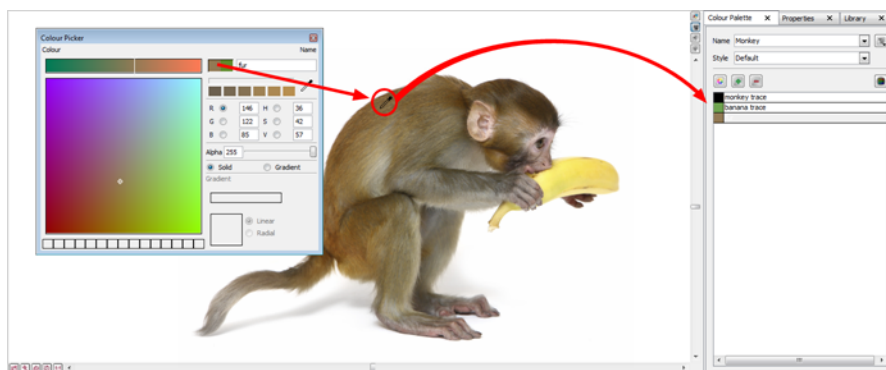 Colour Picker
Colour
Name
fur
R 146 H 36
G 122 S 42
B 85 V 57
Alpha 255
Solid Gradient
Gradient
Linear
Radial
Colour Palette X Properties X Library X
Name Monkey
Style Default
monkey trace
banana trace